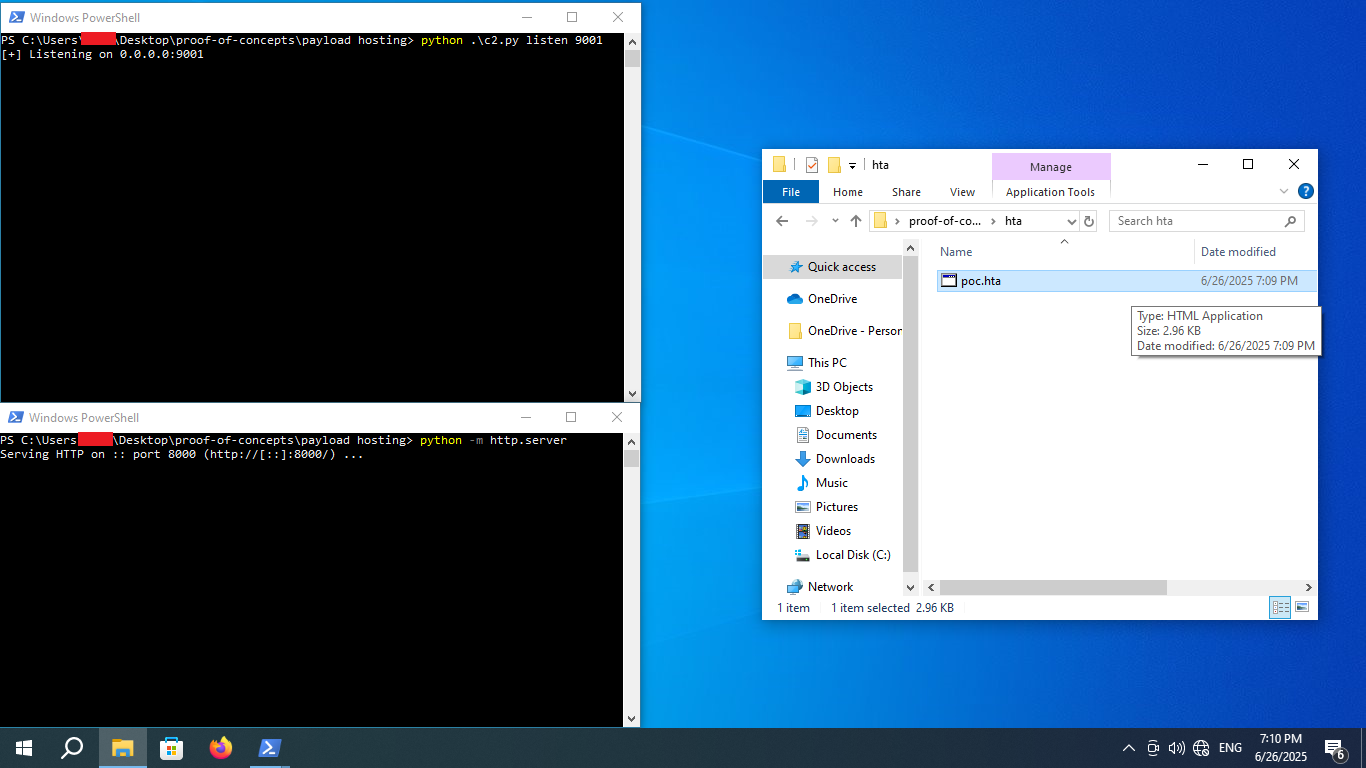 Windows PowerShell
PS C:\Users\ \Desktop\proof-of-concepts\payload hosting> python .\c2.py listen 9001
[+] Listening on 0.0.0.0:9001
Windows PowerShell
PS C:\Users\ \Desktop\proof-of-concepts\payload hosting> python -m http.server
Serving HTTP on :: port 8000 (http://[::]:8000/) ...
hta
Manage
File Home Share View Application Tools
proof-of-co... hta
Search hta
Name Date modified
Quick access
OneDrive
OneDrive - Person
This PC
3D Objects
Desktop
Documents
Downloads
Music
Pictures
Videos
Local Disk (C:)
Network
poc.hta 6/26/2025 7:09 PM
Type: HTML Application
Size: 2.96 KB
Date modified: 6/26/2025 7:09 PM
1 item 1 item selected 2.96 KB
ENG
7:10 PM
6/26/2025
6